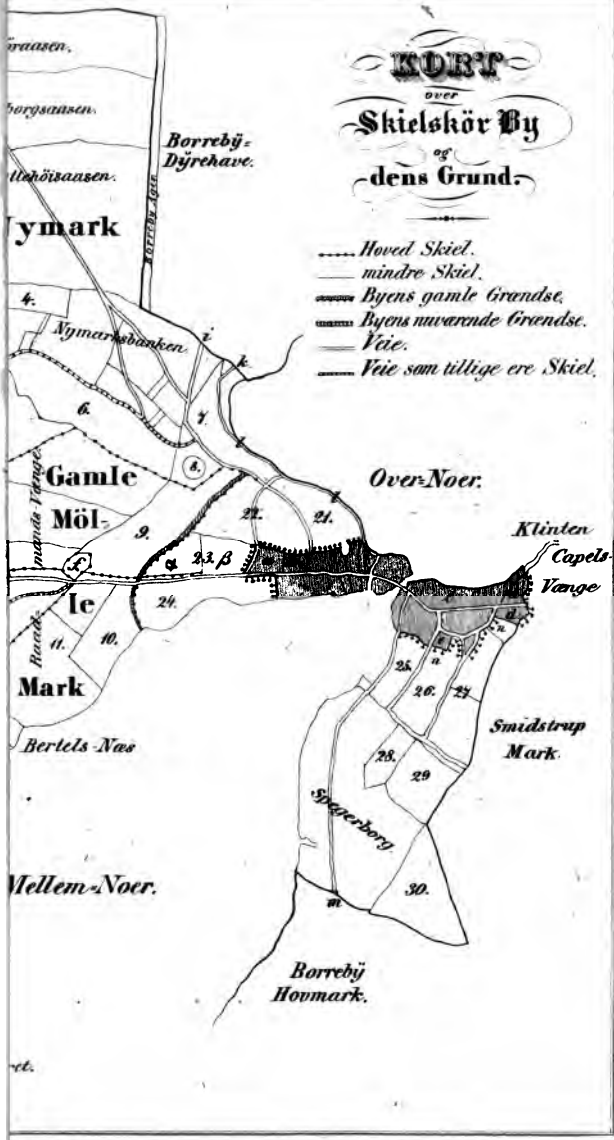 KORT
over
Skielskör By
og
dens Grund.
Hoved Skiel.
mindre Skiel.
Byens gamle Grændse.
Byens nuværende Grændse.
Veie.
Veie som tillige ere Skiel.
Borrebÿ-
Dÿrehave.
Borreby Agen
Nymarksbanken.
4.
i
k
6.
7.
8.
l
l
Gamle
Möl-
le
Mark
9.
22.
21.
Over-Noer.
α
23.
β
f
24.
11.
10.
Klinten
Capels-
Vænge
d
n
e
n
25.
26.
27.
28.
29
Smidstrup
Mark.
Spegerborg
30.
m
Bertels-Næs
Mellem-Noer.
Borrebÿ
Hovmark.